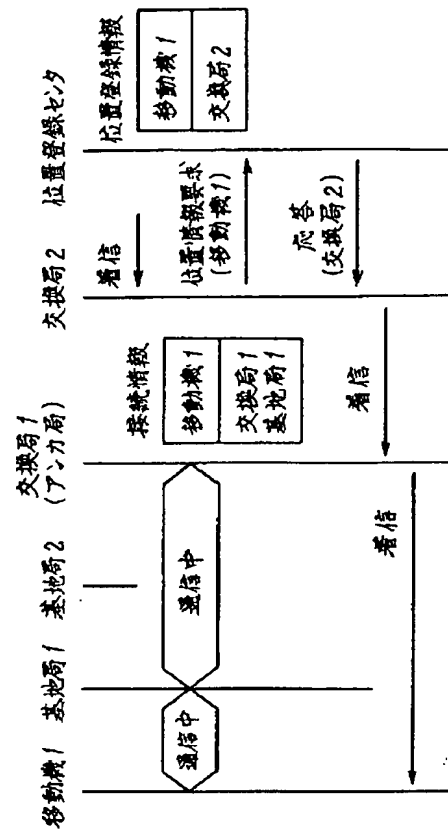 移動機1
基地局1
基地局2
交換局1
(アンカ局)
交換局2
位置登録センタ
接続情報
移動機1
交換局1
基地局1
位置登録情報
移動機1
交換局2
通信中
通信中
着信
位置情報要求
(移動機1)
応答
(交換局2)
着信
着信